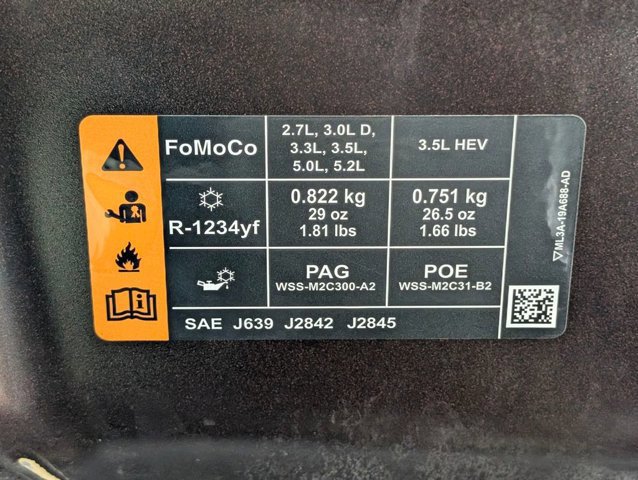 FoMoCo
2.7L, 3.0L D,
3.3L, 3.5L,
5.0L, 5.2L
3.5L HEV
R-1234yf
0.822 kg
29 oz
1.81 lbs
0.751 kg
26.5 oz
1.66 lbs
PAG
WSS-M2C300-A2
POE
WSS-M2C31-B2
SAE J639 J2842 J2845
ML3A-19A688-AD